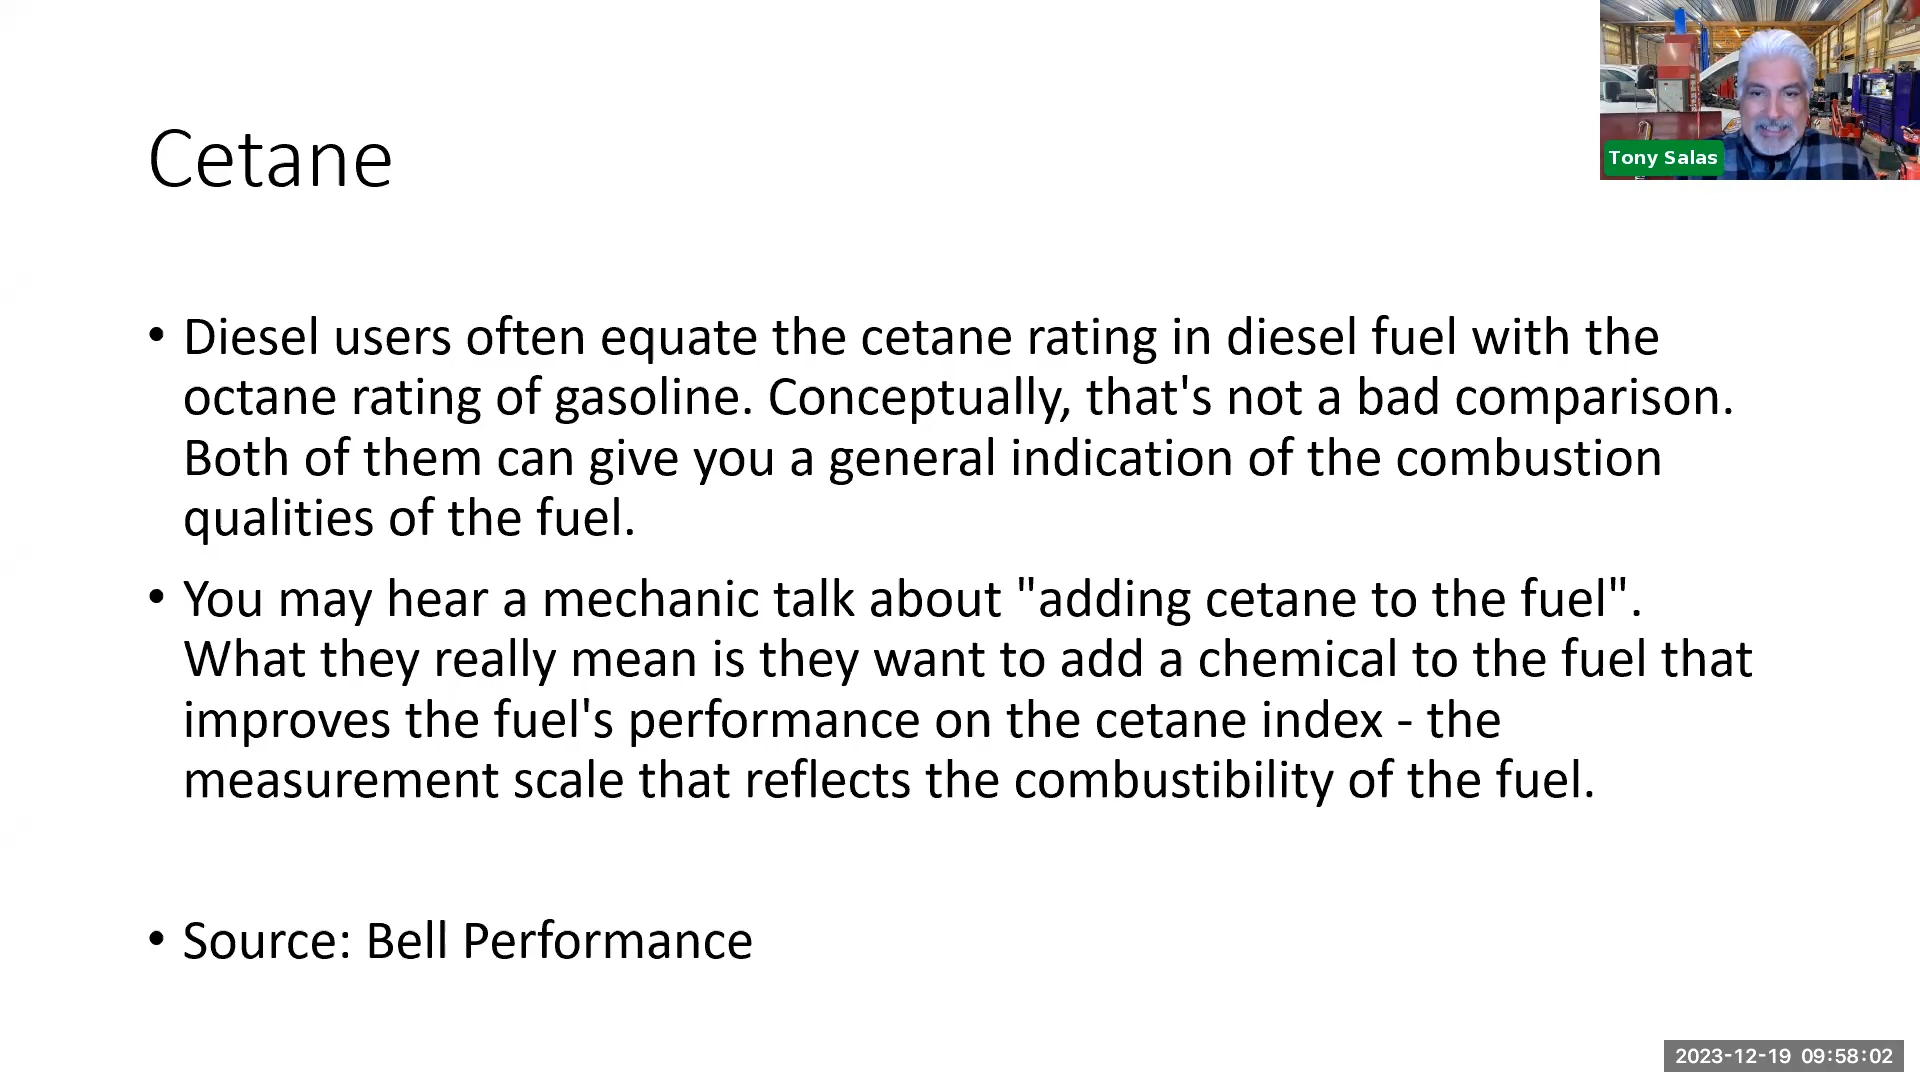 Tony Salas
Cetane
• Diesel users often equate the cetane rating in diesel fuel with the
octane rating of gasoline. Conceptually, that's not a bad comparison.
Both of them can give you a general indication of the combustion
qualities of the fuel.
• You may hear a mechanic talk about "adding cetane to the fuel".
What they really mean is they want to add a chemical to the fuel that
improves the fuel's performance on the cetane index - the
measurement scale that reflects the combustibility of the fuel.
• Source: Bell Performance
2023-12-19 09:58:02